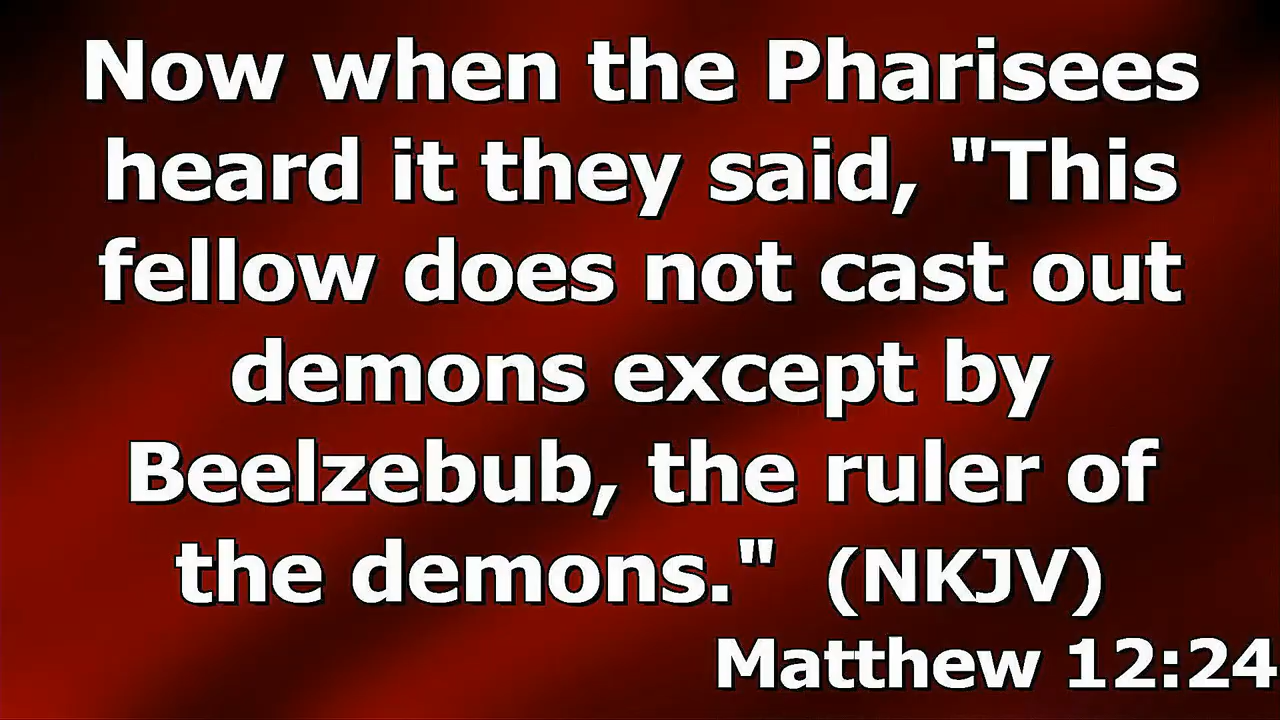 Now when the Pharisees
heard it they said, "This
fellow does not cast out
demons except by
Beelzebub, the ruler of
the demons."  (NKJV)
Matthew 12:24